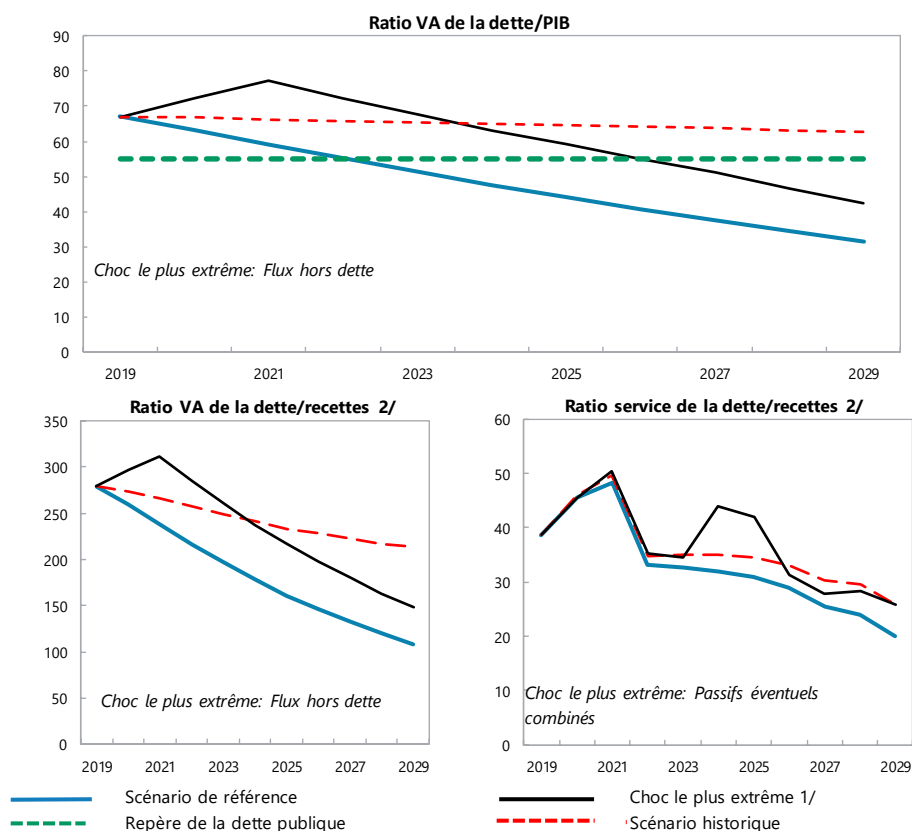 Ratio VA de la dette/PIB
90
80
70
60
50
40
30
20
10
0
Choc le plus extrême: Flux hors dette
2019 2021 2023 2025 2027 2029
Ratio VA de la dette/recettes 2/
350
300
250
200
150
100
50
0
Choc le plus extrême: Flux hors dette
2019 2021 2023 2025 2027 2029
Ratio service de la dette/recettes 2/
60
50
40
30
20
10
0
Choc le plus extrême: Passifs éventuels
combinés
2019 2021 2023 2025 2027 2029
Scénario de référence
Choc le plus extrême 1/
Repère de la dette publique
Scénario historique